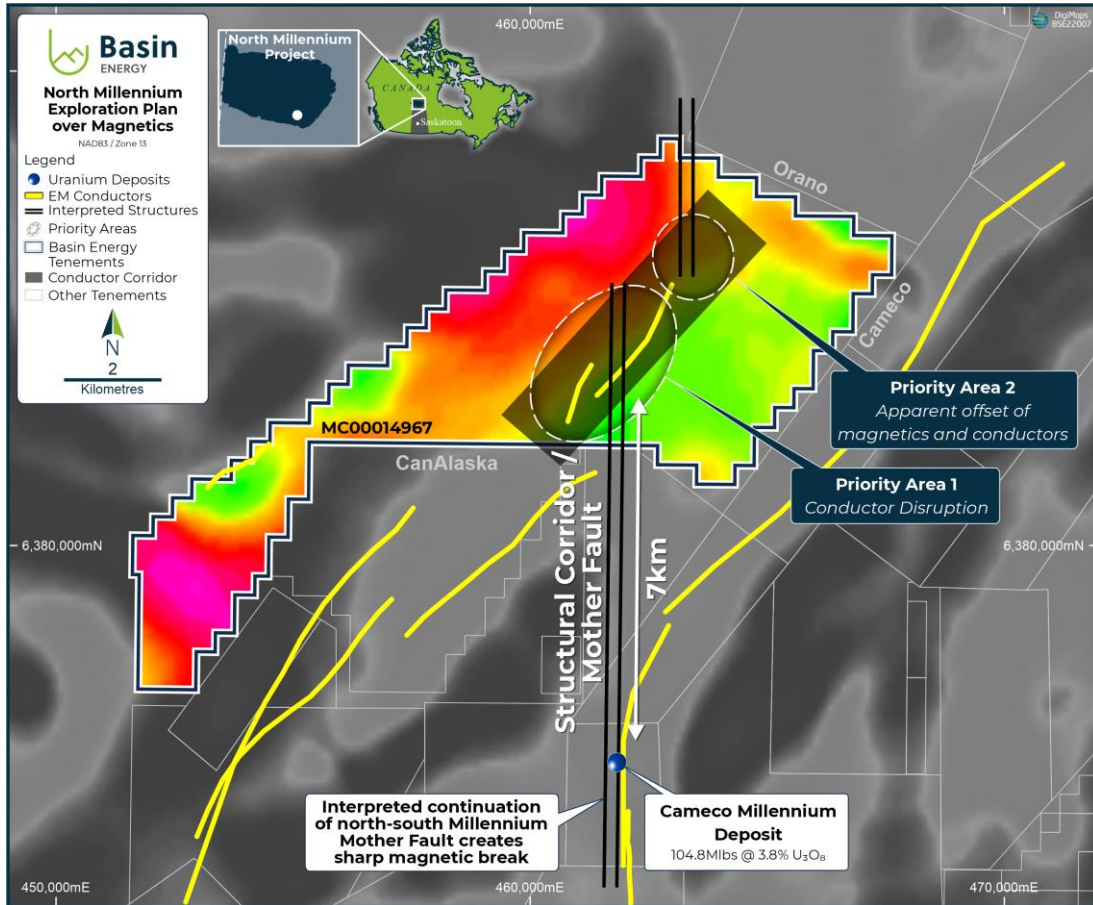 Basin
ENERGY
North Millennium
Exploration Plan
over Magnetics
NAD83 / Zone 13
Legend
Uranium Deposits
EM Conductors
Interpreted Structures
Priority Areas
Basin Energy
Tenements
Conductor Corridor
Other Tenements
N
2
Kilometres
North Millennium
Project
CANADA
Saskatoon
460,000mE
DigiMaps
BSE22007
Orano
Cameco
MC00014967
CanAlaska
Priority Area 2
Apparent offset of
magnetics and conductors
Priority Area 1
Conductor Disruption
6,380,000mN
6,380,000mN
Structural Corridor /
Mother Fault
7km
Interpreted continuation
of north-south Millennium
Mother Fault creates
sharp magnetic break
Cameco Millennium
Deposit
104.8Mlbs @ 3.8% U₃O₈
450,000mE
460,000mE
470,000mE